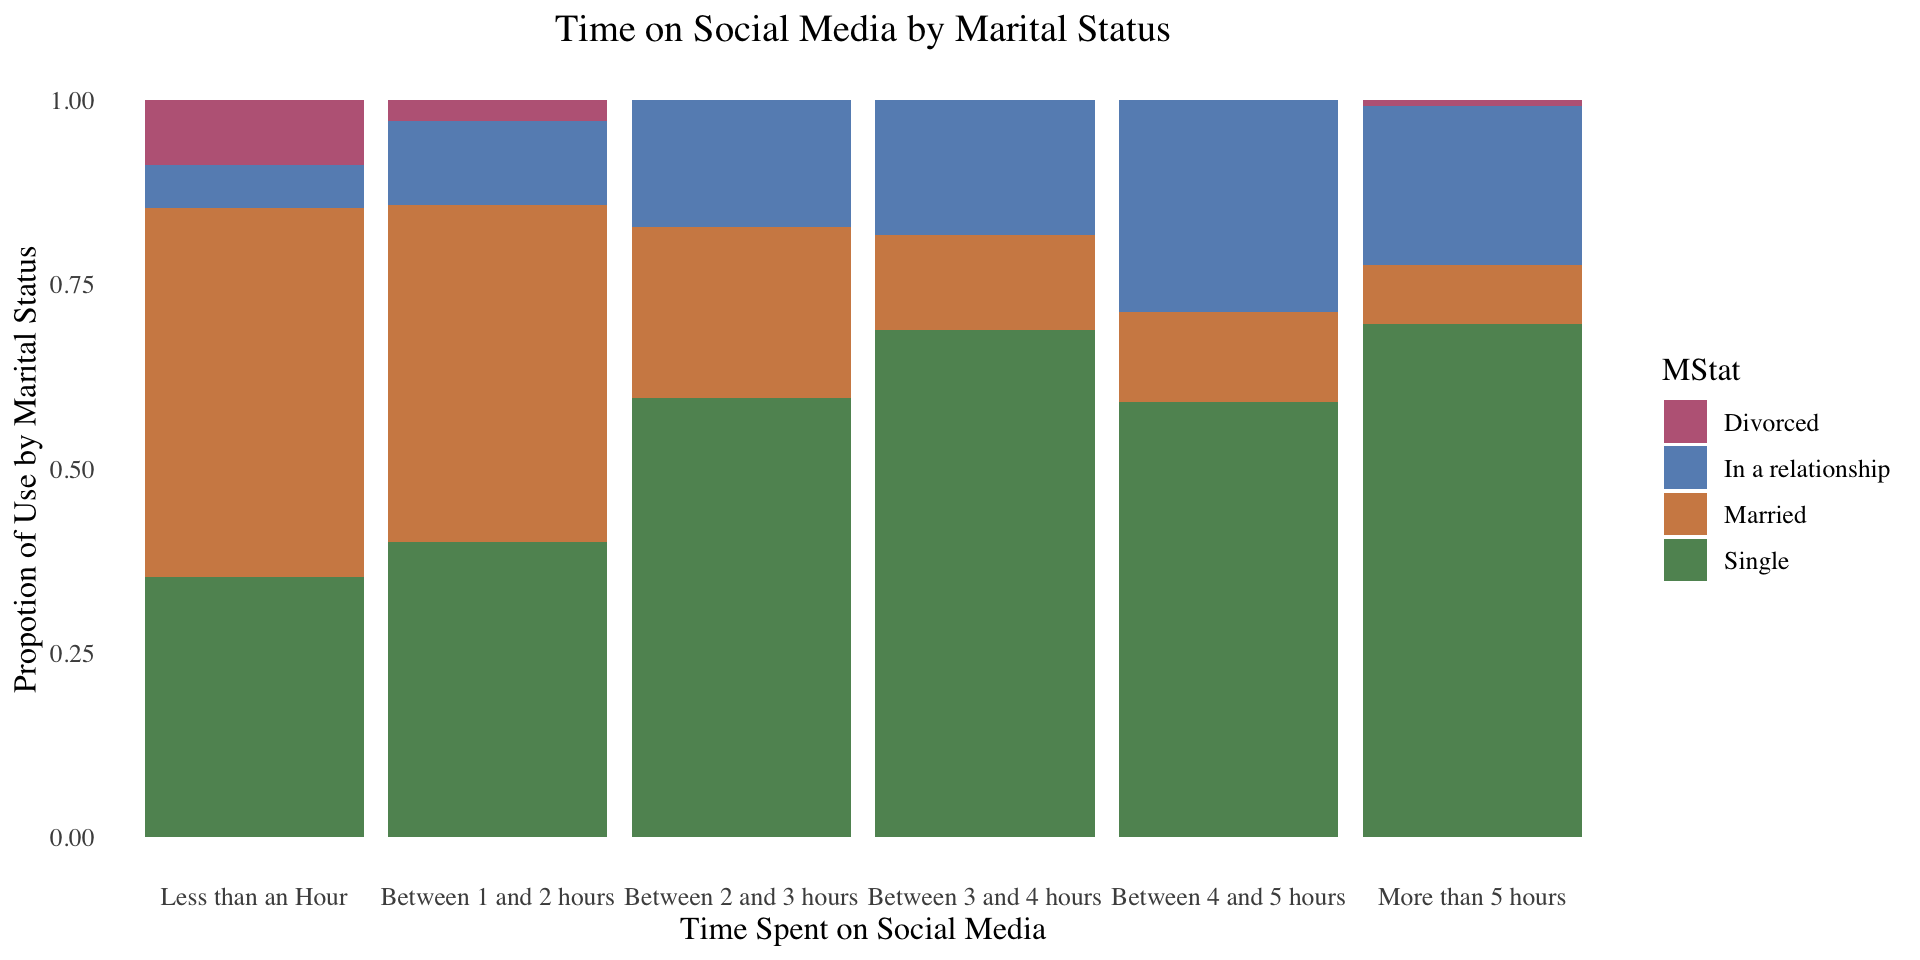 Time on Social Media by Marital Status
Propotion of Use by Marital Status
1.00
0.75
0.50
0.25
0.00
Less than an Hour
Between 1 and 2 hours
Between 2 and 3 hours
Between 3 and 4 hours
Between 4 and 5 hours
More than 5 hours
Time Spent on Social Media
MStat
Divorced
In a relationship
Married
Single